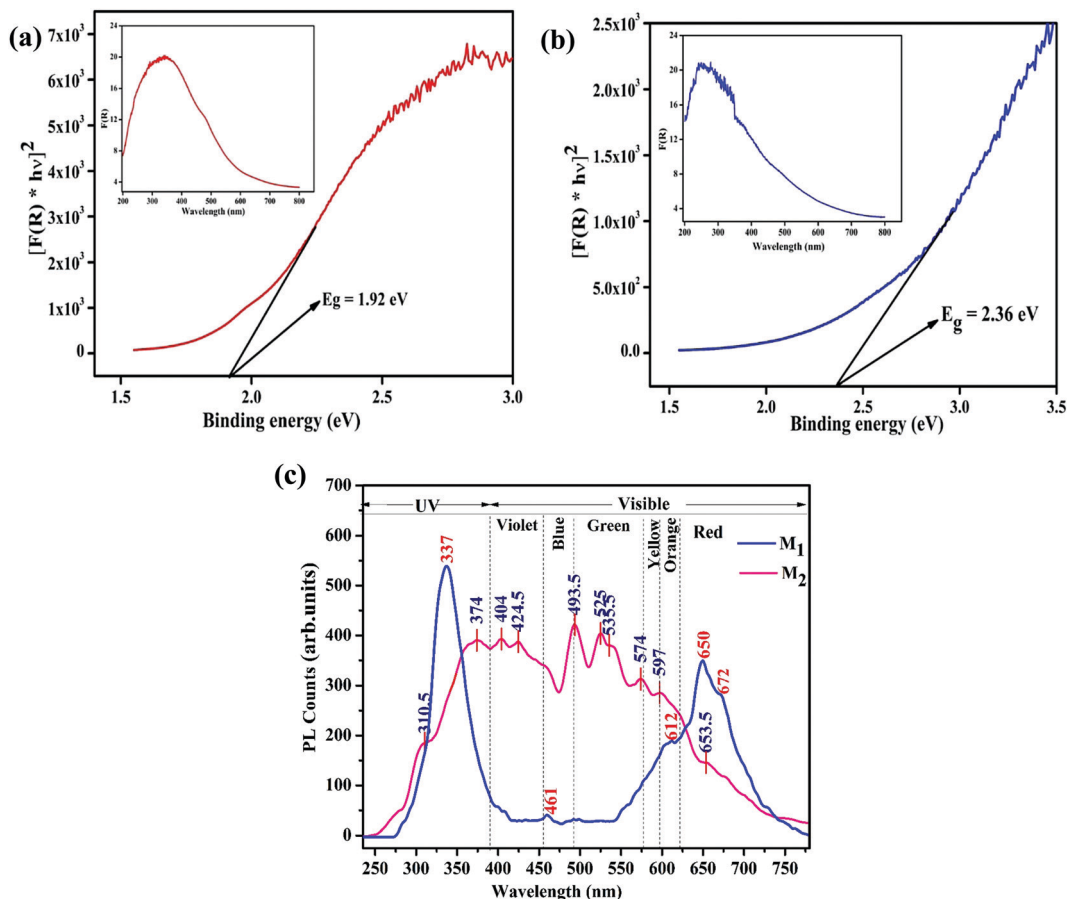 (a)
[F(R) * hν]²
7x10³
6x10³
5x10³
4x10³
3x10³
2x10³
1x10³
0
1.5 2.0 2.5 3.0
Binding energy (eV)
Eg = 1.92 eV
F(R)
24
20
16
12
8
4
200 300 400 500 600 700 800
Wavelength (nm)
(b)
[F(R) * hν]²
2.5x10³
2.0x10³
1.5x10³
1.0x10³
5.0x10²
0.0
1.5 2.0 2.5 3.0 3.5
Binding energy (eV)
E_g = 2.36 eV
F(R)
24
20
16
12
8
4
200 300 400 500 600 700 800
Wavelength (nm)
(c)
PL Counts (arb.units)
700
600
500
400
300
200
100
0
UV Visible
Violet Blue Green Yellow Orange Red
M₁
M₂
310.5
337
374
404
424.5
461
493.5
525
535.5
574
597
612
650
653.5
672
250 300 350 400 450 500 550 600 650 700 750
Wavelength (nm)